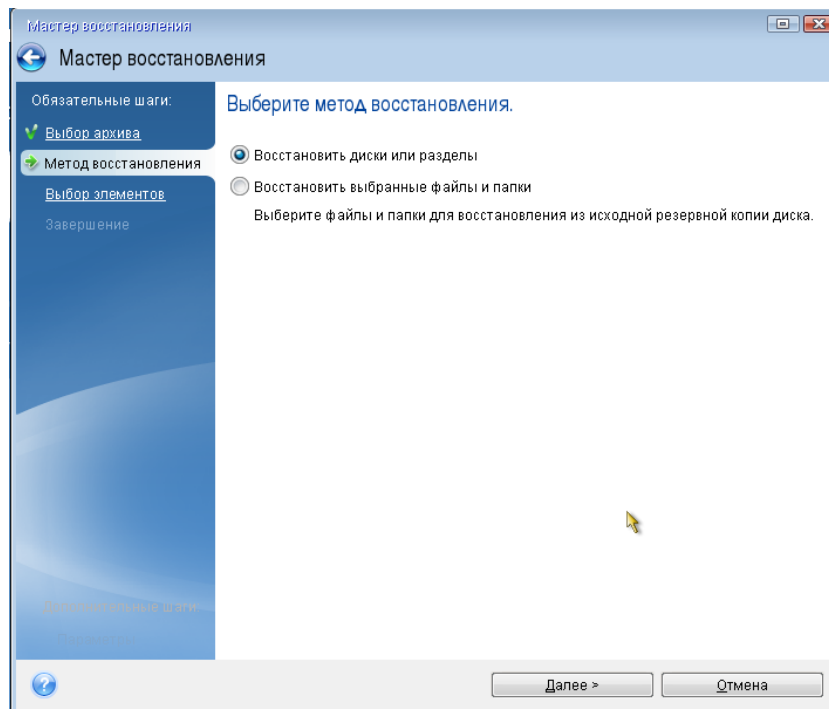 Мастер восстановления
Мастер восстановления
Обязательные шаги:
Выбор архива
Метод восстановления
Выбор элементов
Завершение
Выберите метод восстановления.
Восстановить диски или разделы
Восстановить выбранные файлы и папки
Выберите файлы и папки для восстановления из исходной резервной копии диска.
шаги:
Далее >
Отмена